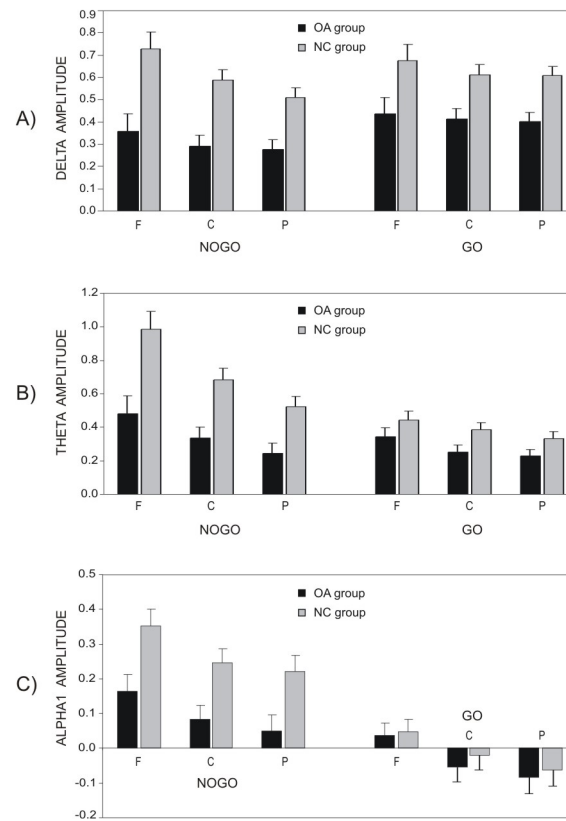 A)
DELTA AMPLITUDE
0.9
0.8
0.7
0.6
0.5
0.4
0.3
0.2
0.1
0.0
OA group
NC group
F C P F C P
NOGO GO
B)
THETA AMPLITUDE
1.2
1.0
0.8
0.6
0.4
0.2
0.0
OA group
NC group
F C P F C P
NOGO GO
C)
ALPHA1 AMPLITUDE
0.5
0.4
0.3
0.2
0.1
0.0
-0.1
-0.2
OA group
NC group
GO
C P
F C P F
NOGO